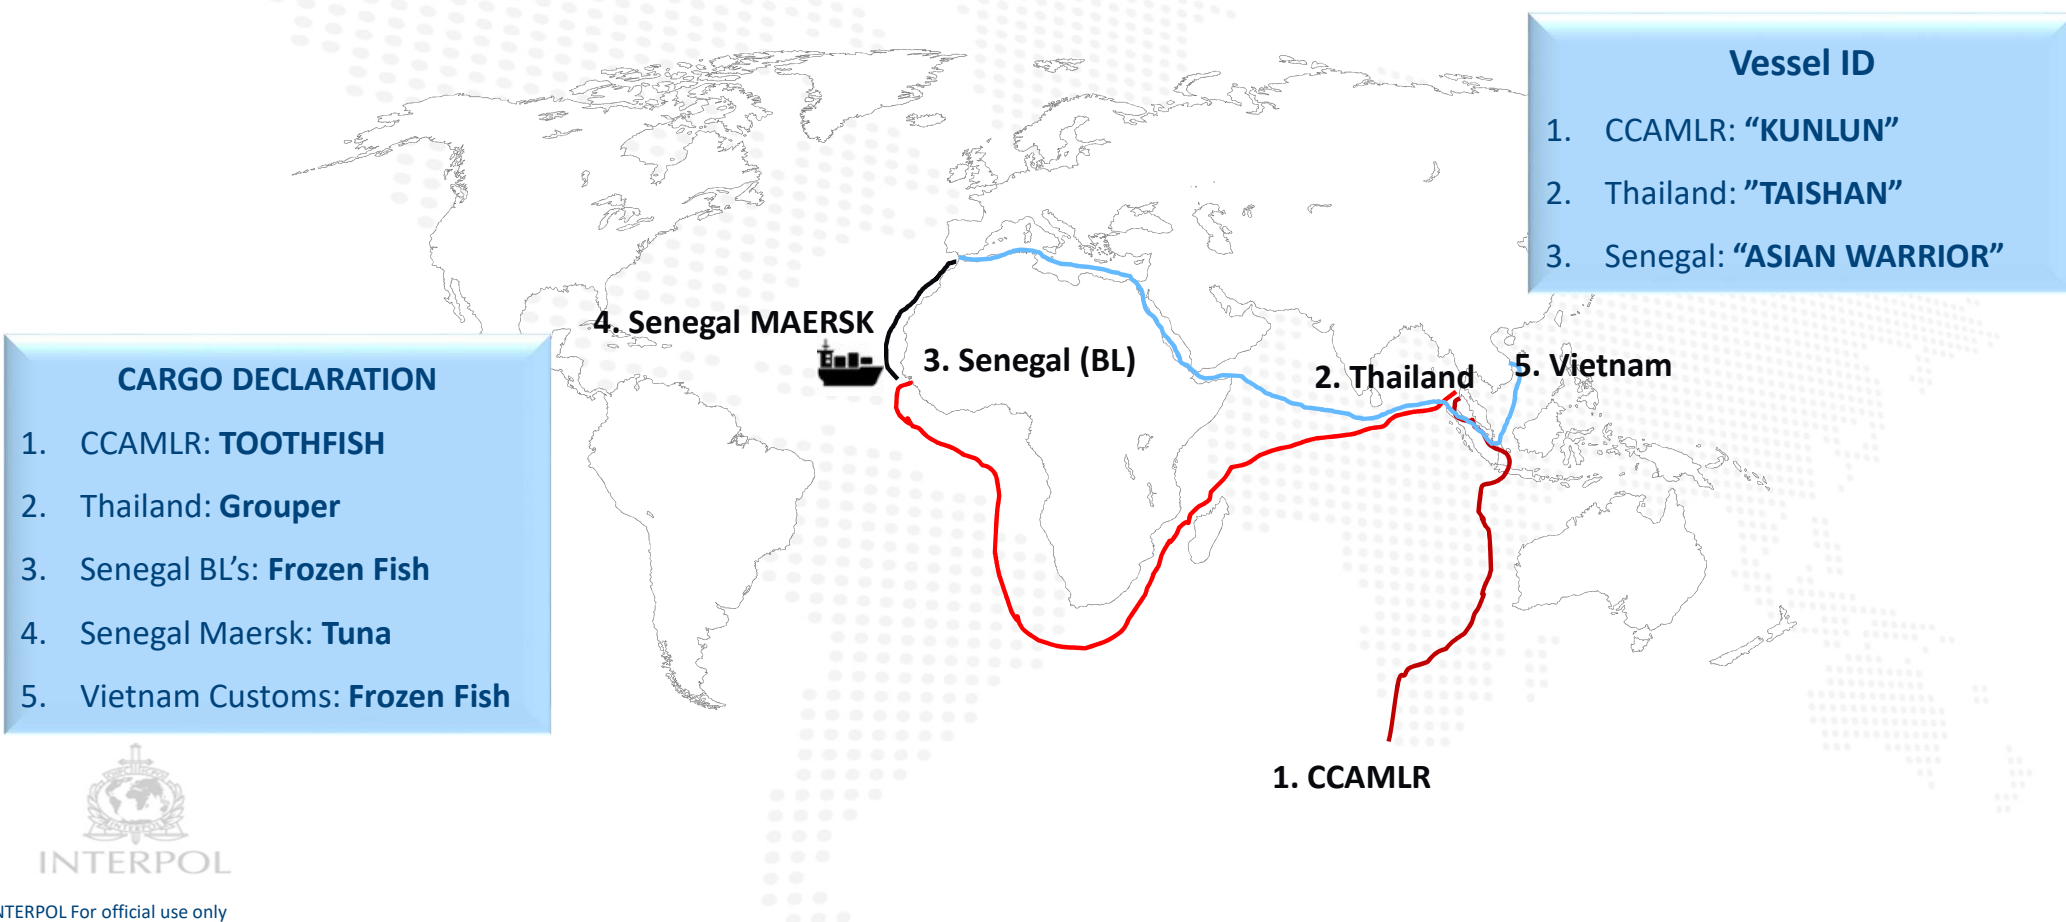 Vessel ID
1. CCAMLR: “KUNLUN”
2. Thailand: ”TAISHAN”
3. Senegal: “ASIAN WARRIOR”
4. Senegal MAERSK
3. Senegal (BL)
2. Thailand
5. Vietnam
CARGO DECLARATION
1. CCAMLR: TOOTHFISH
2. Thailand: Grouper
3. Senegal BL’s: Frozen Fish
4. Senegal Maersk: Tuna
5. Vietnam Customs: Frozen Fish
1. CCAMLR
INTERPOL
INTERPOL
NTERPOL For official use only